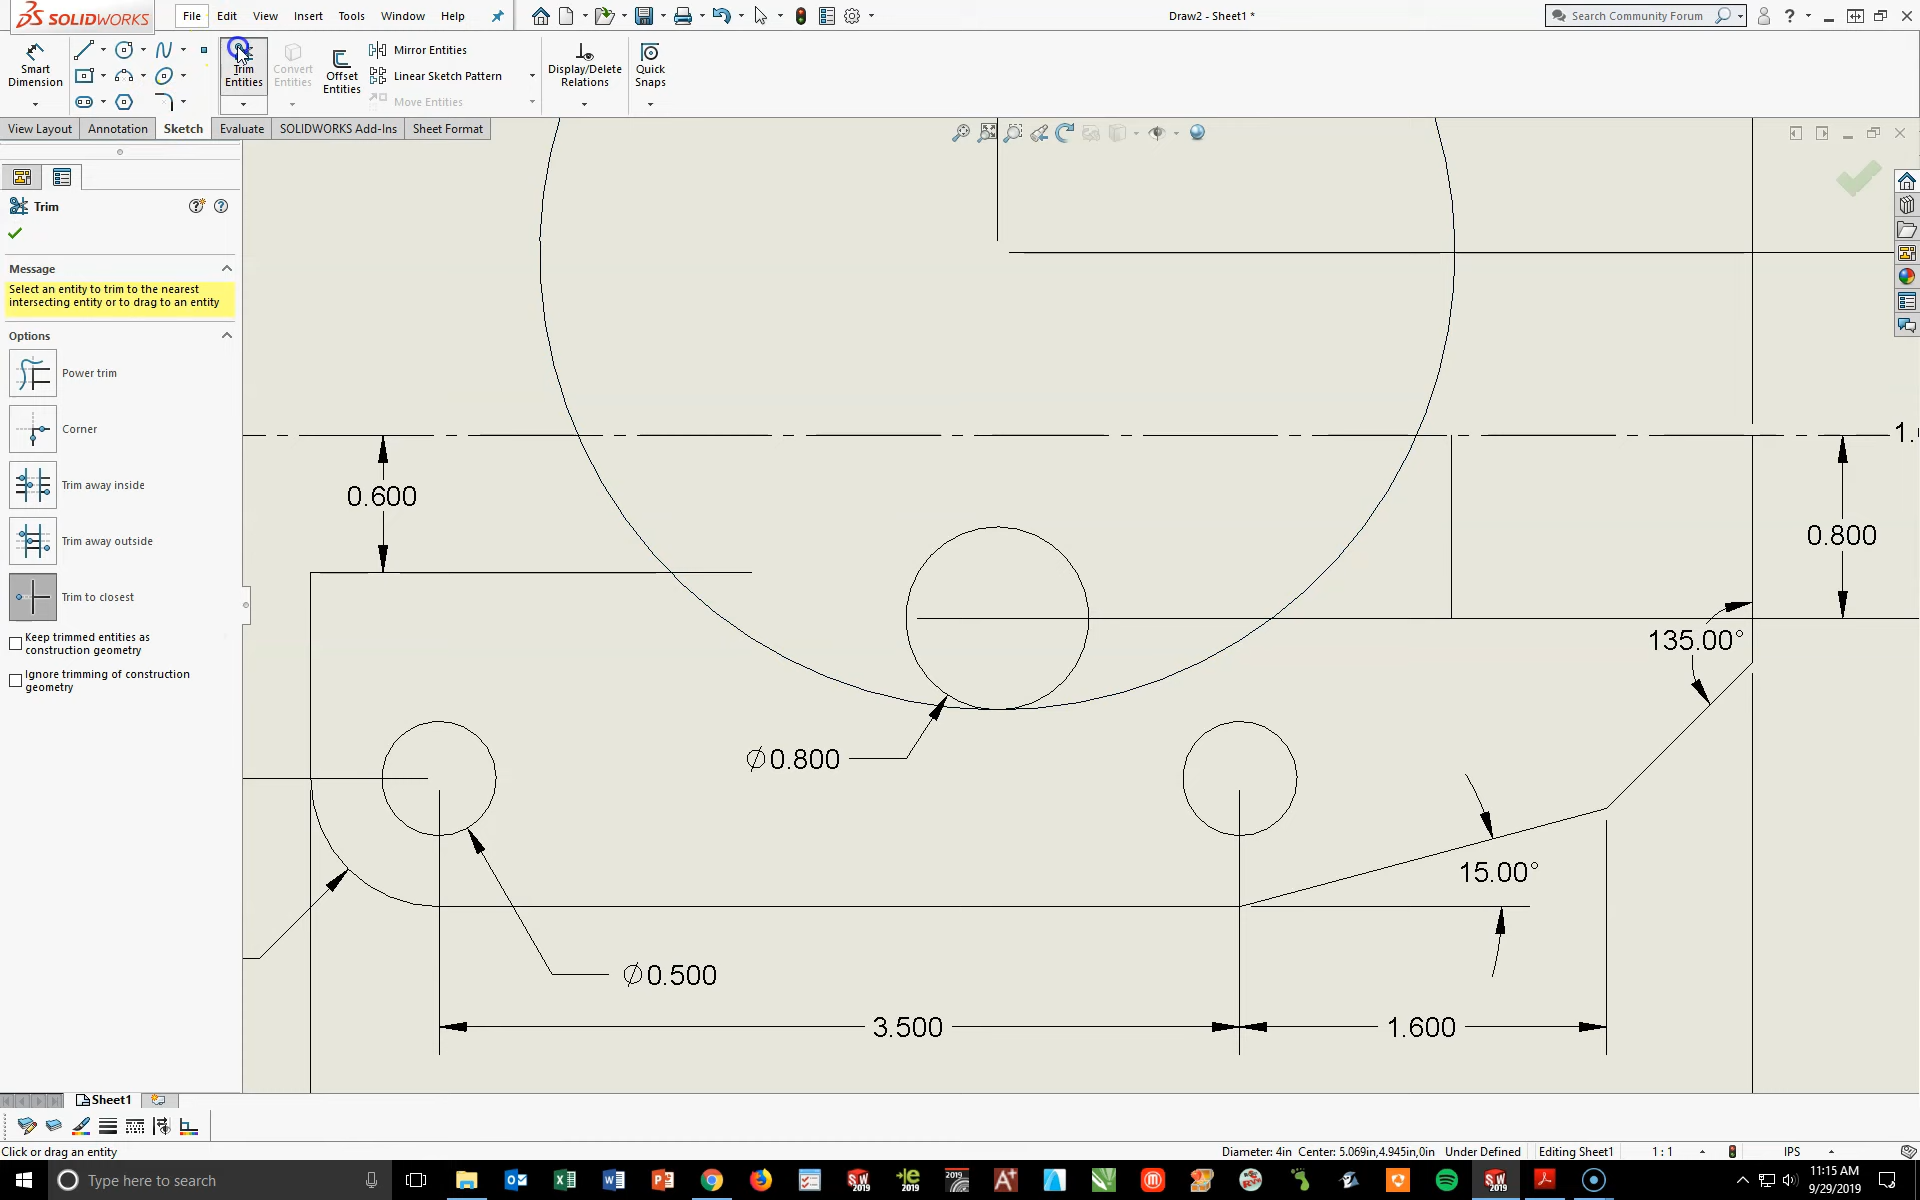 SOLIDWORKS
File Edit View Insert Tools Window Help
Draw2 - Sheet1 *
Search Community Forum
Smart Dimension
Trim Entities
Convert Entities
Offset Entities
Mirror Entities
Linear Sketch Pattern
Move Entities
Display/Delete Relations
Quick Snaps
View Layout Annotation Sketch Evaluate SOLIDWORKS Add-Ins Sheet Format
Trim
Message
Select an entity to trim to the nearest
intersecting entity or to drag to an entity
Options
Power trim
Corner
Trim away inside
Trim away outside
Trim to closest
Keep trimmed entities as
construction geometry
Ignore trimming of construction
geometry
1.
0.600
0.800
135.00°
∅0.800
15.00°
∅0.500
3.500
1.600
Sheet1
Click or drag an entity
Diameter: 4in Center: 5.069in,4.945in,0in Under Defined Editing Sheet1 1 : 1 IPS
Type here to search
11:15 AM
9/29/2019